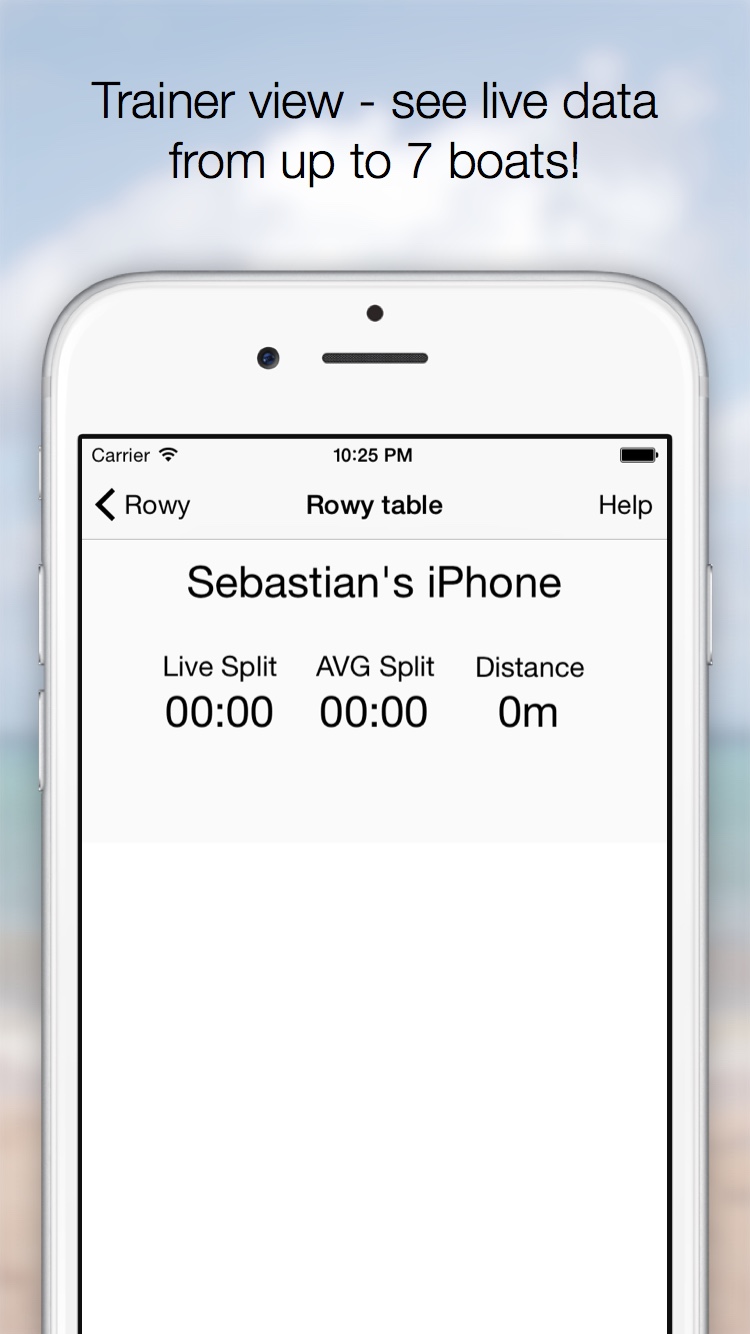 Trainer view - see live data
from up to 7 boats!
Carrier 10:25 PM
Rowy Rowy table Help
Sebastian's iPhone
Live Split AVG Split Distance
00:00 00:00 0m